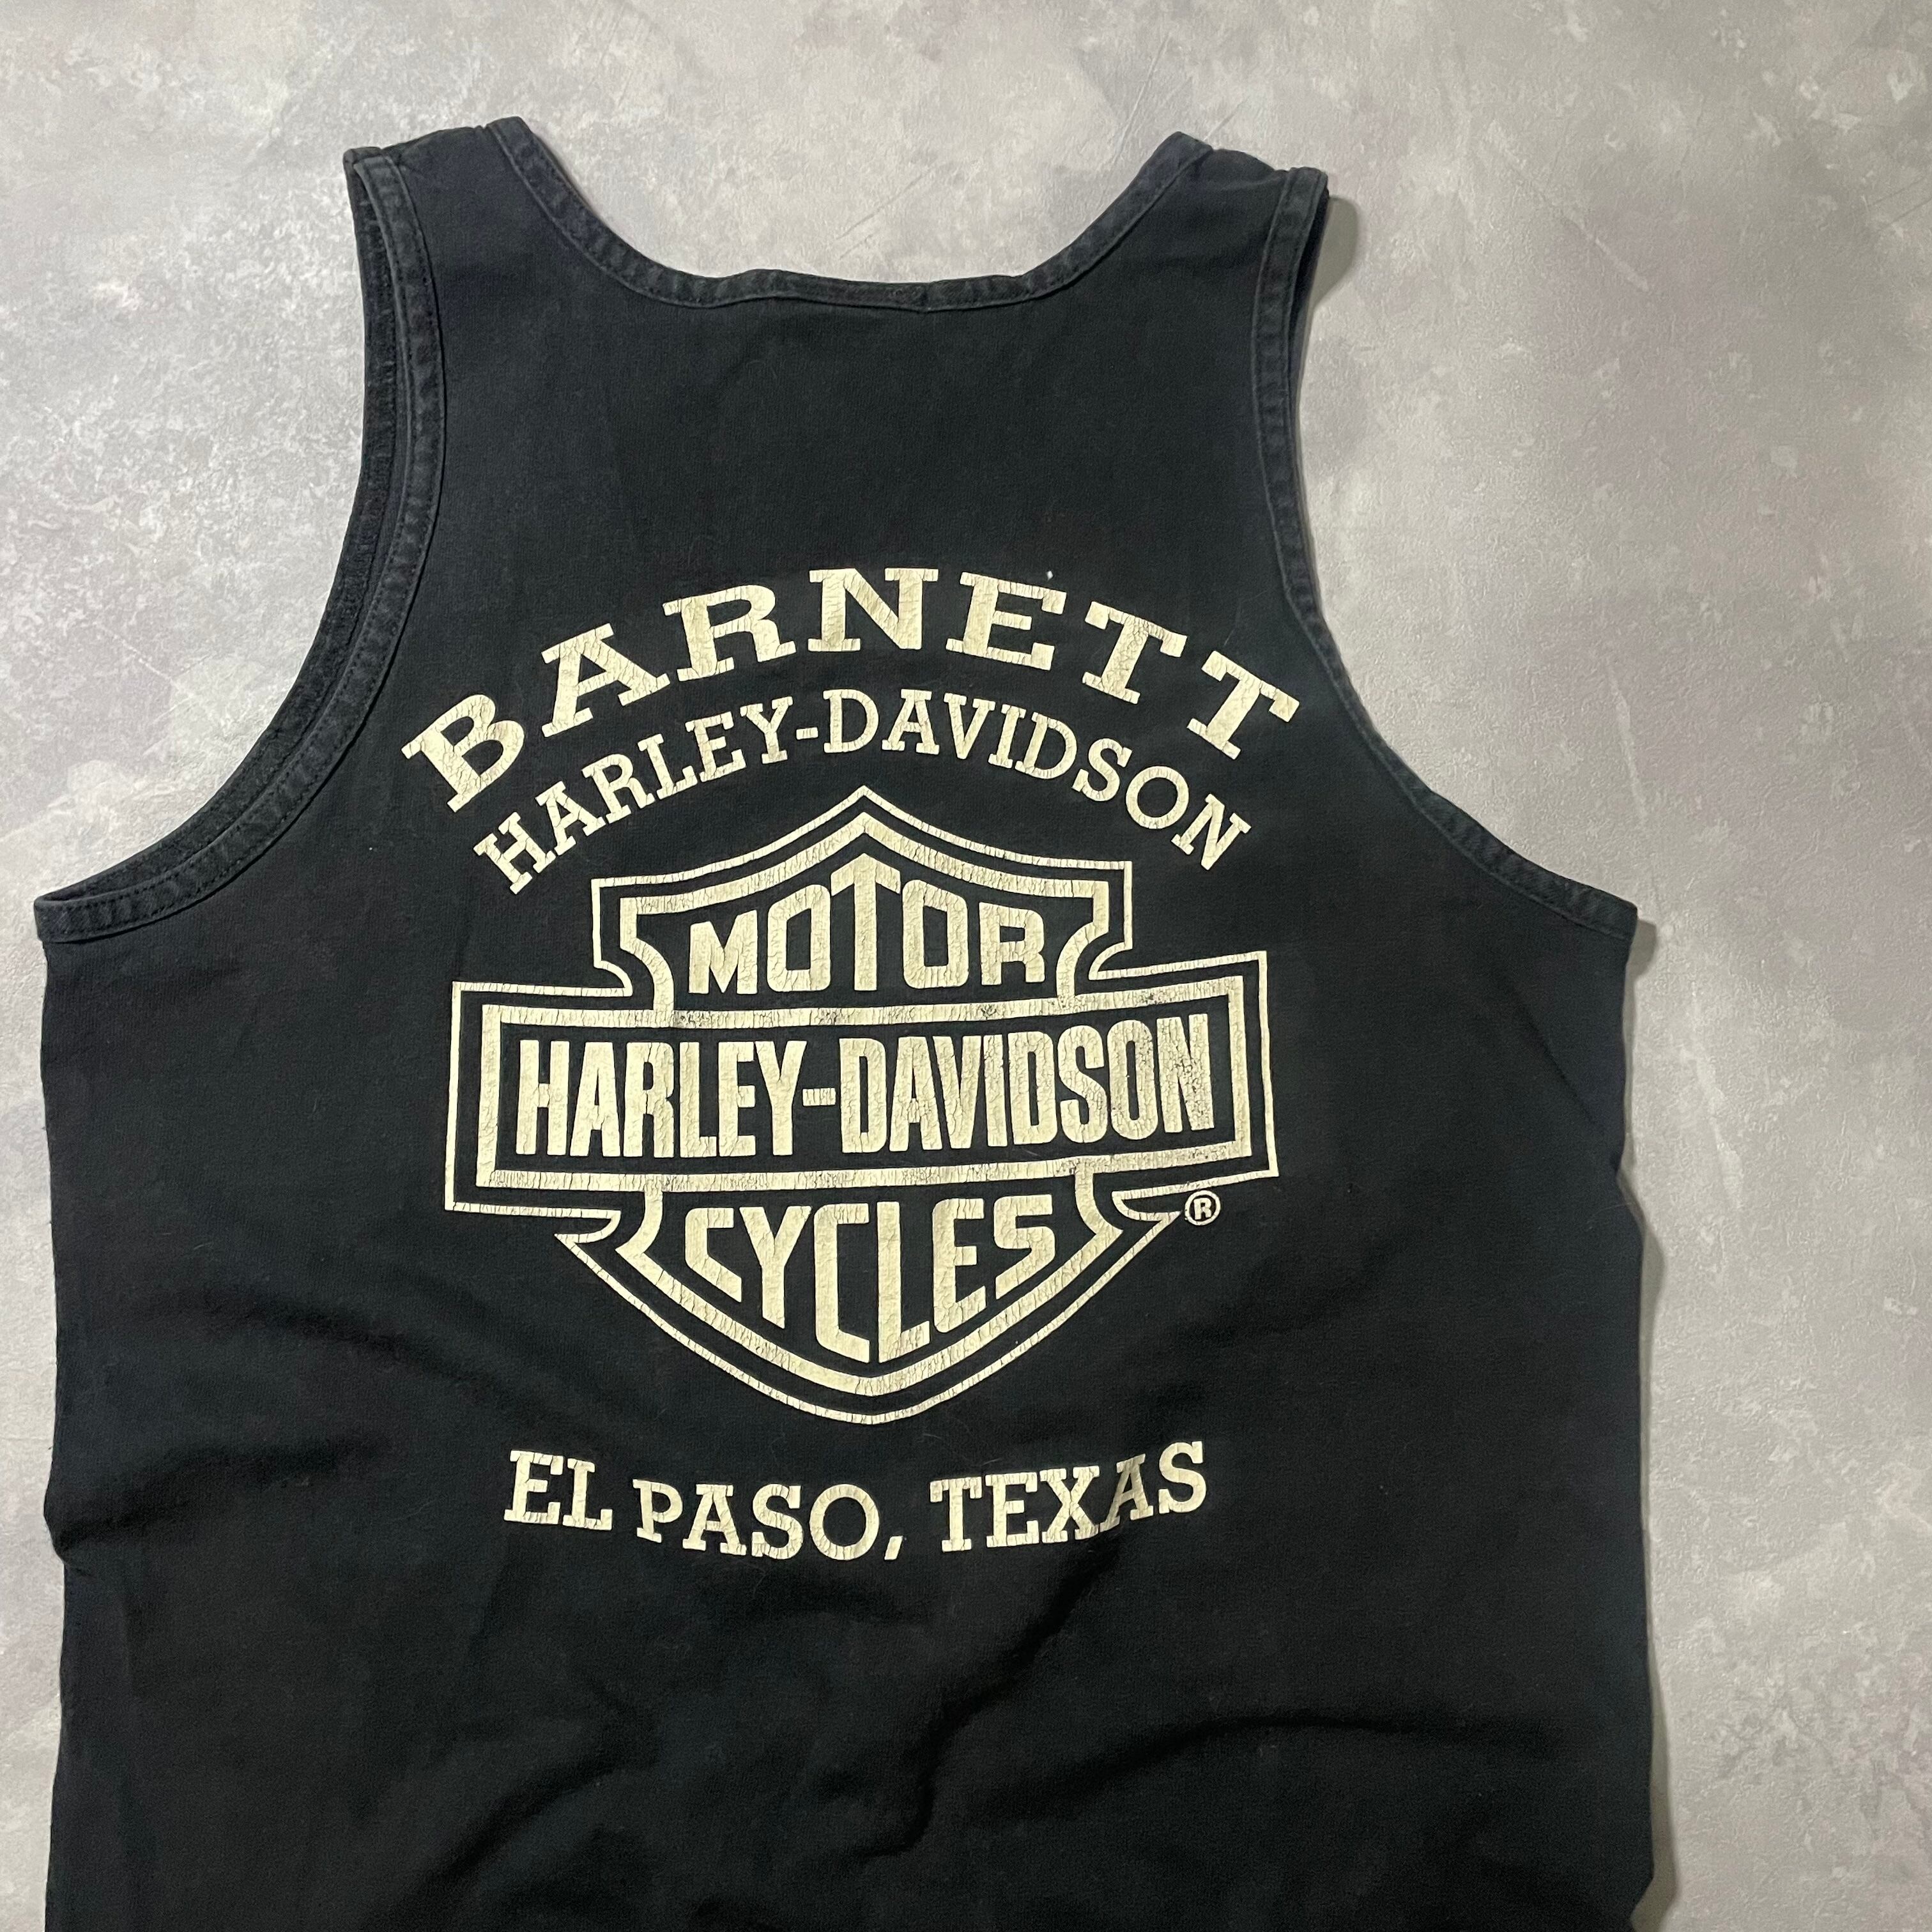 BARNETT
HARLEY-DAVIDSON
MOTOR
HARLEY-DAVIDSON
CYCLES
®
EL PASO, TEXAS